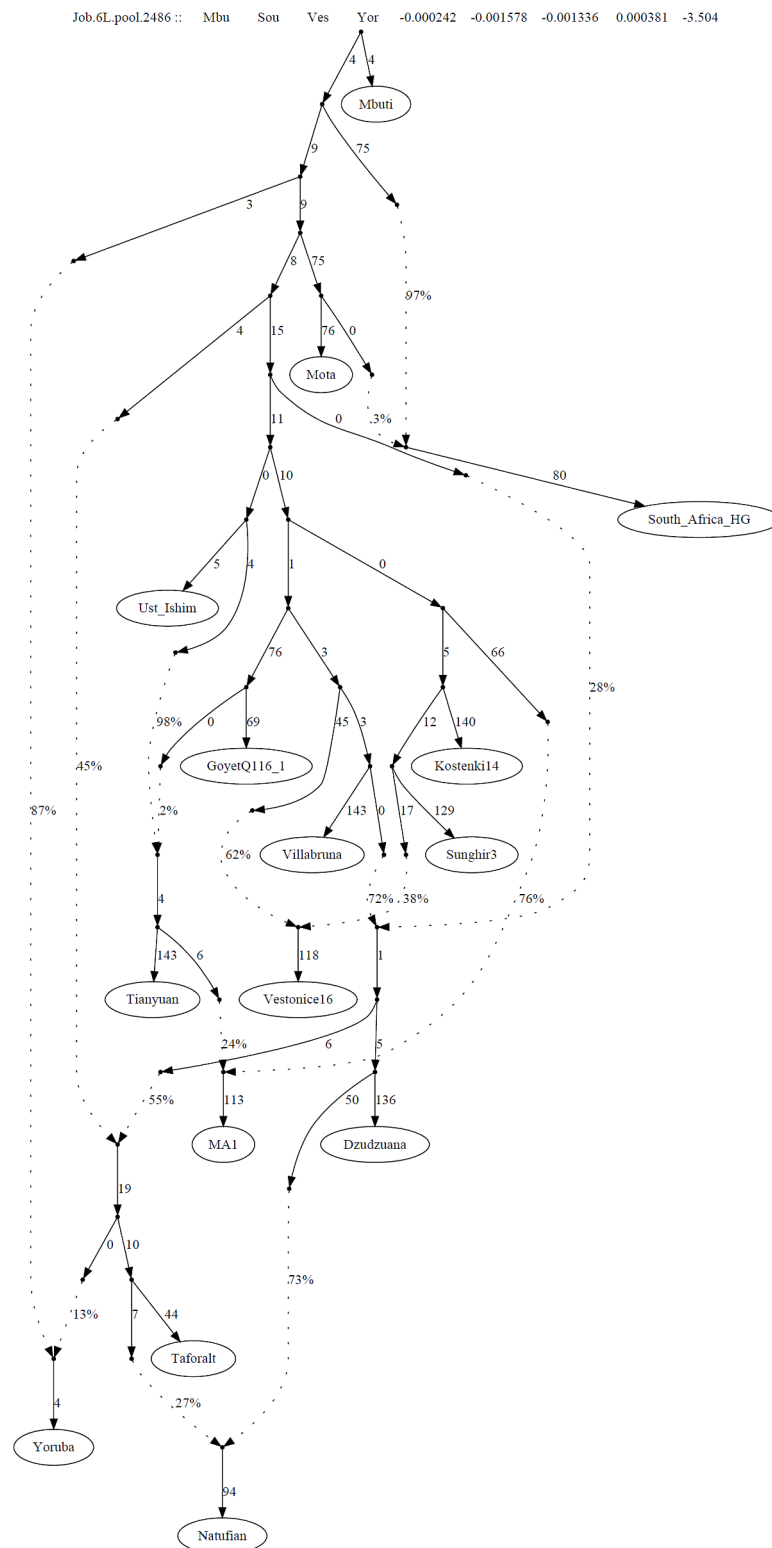 Job.6L.pool.2486 :: Mbu Sou Ves Yor -0.000242 -0.001578 -0.001336 0.000381 -3.504
4 4
Mbuti
9 75
3 9
8 75
97%
4 15 76 0
Mota
11 0 3%
0 10 80
South_Africa_HG
5 4 1 0
Ust_Ishim
76 3 5 66
28%
98% 0 69 45 3 12 140
45% GoyetQ116_1 Kostenki14
87% 2% 143 0 17 129
62% Villabruna Sunghir3
4 72% 38% 76%
143 6 118 1
Tianyuan Vestonice16
24% 6 5
55% 113 50 136
MA1 Dzudzuana
19
0 10 73%
13% 7 44
Taforalt
4 27%
Yoruba
94
Natufian